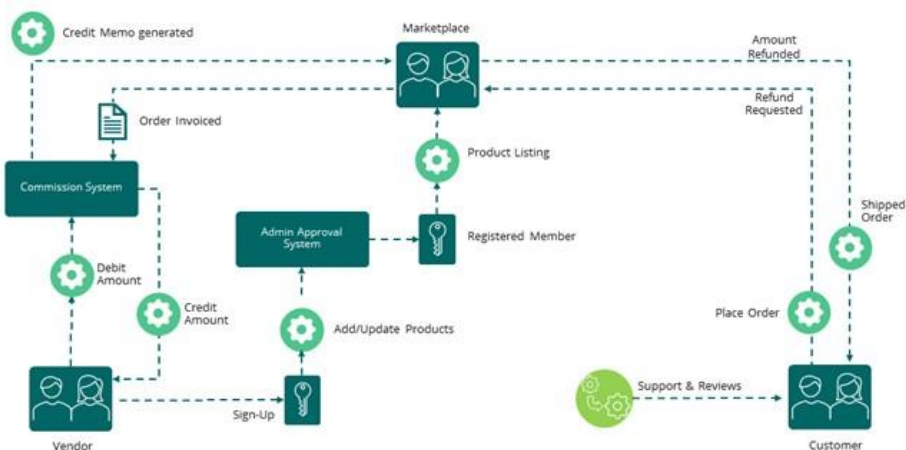 Credit Memo generated
Marketplace
Amount
Refunded
Refund
Requested
Order Invoiced
Product Listing
Commission System
Shipped
Order
Admin Approval
System
Registered Member
Debit
Amount
Credit
Amount
Add/Update Products
Place Order
Support & Reviews
Sign-Up
Vendor
Customer